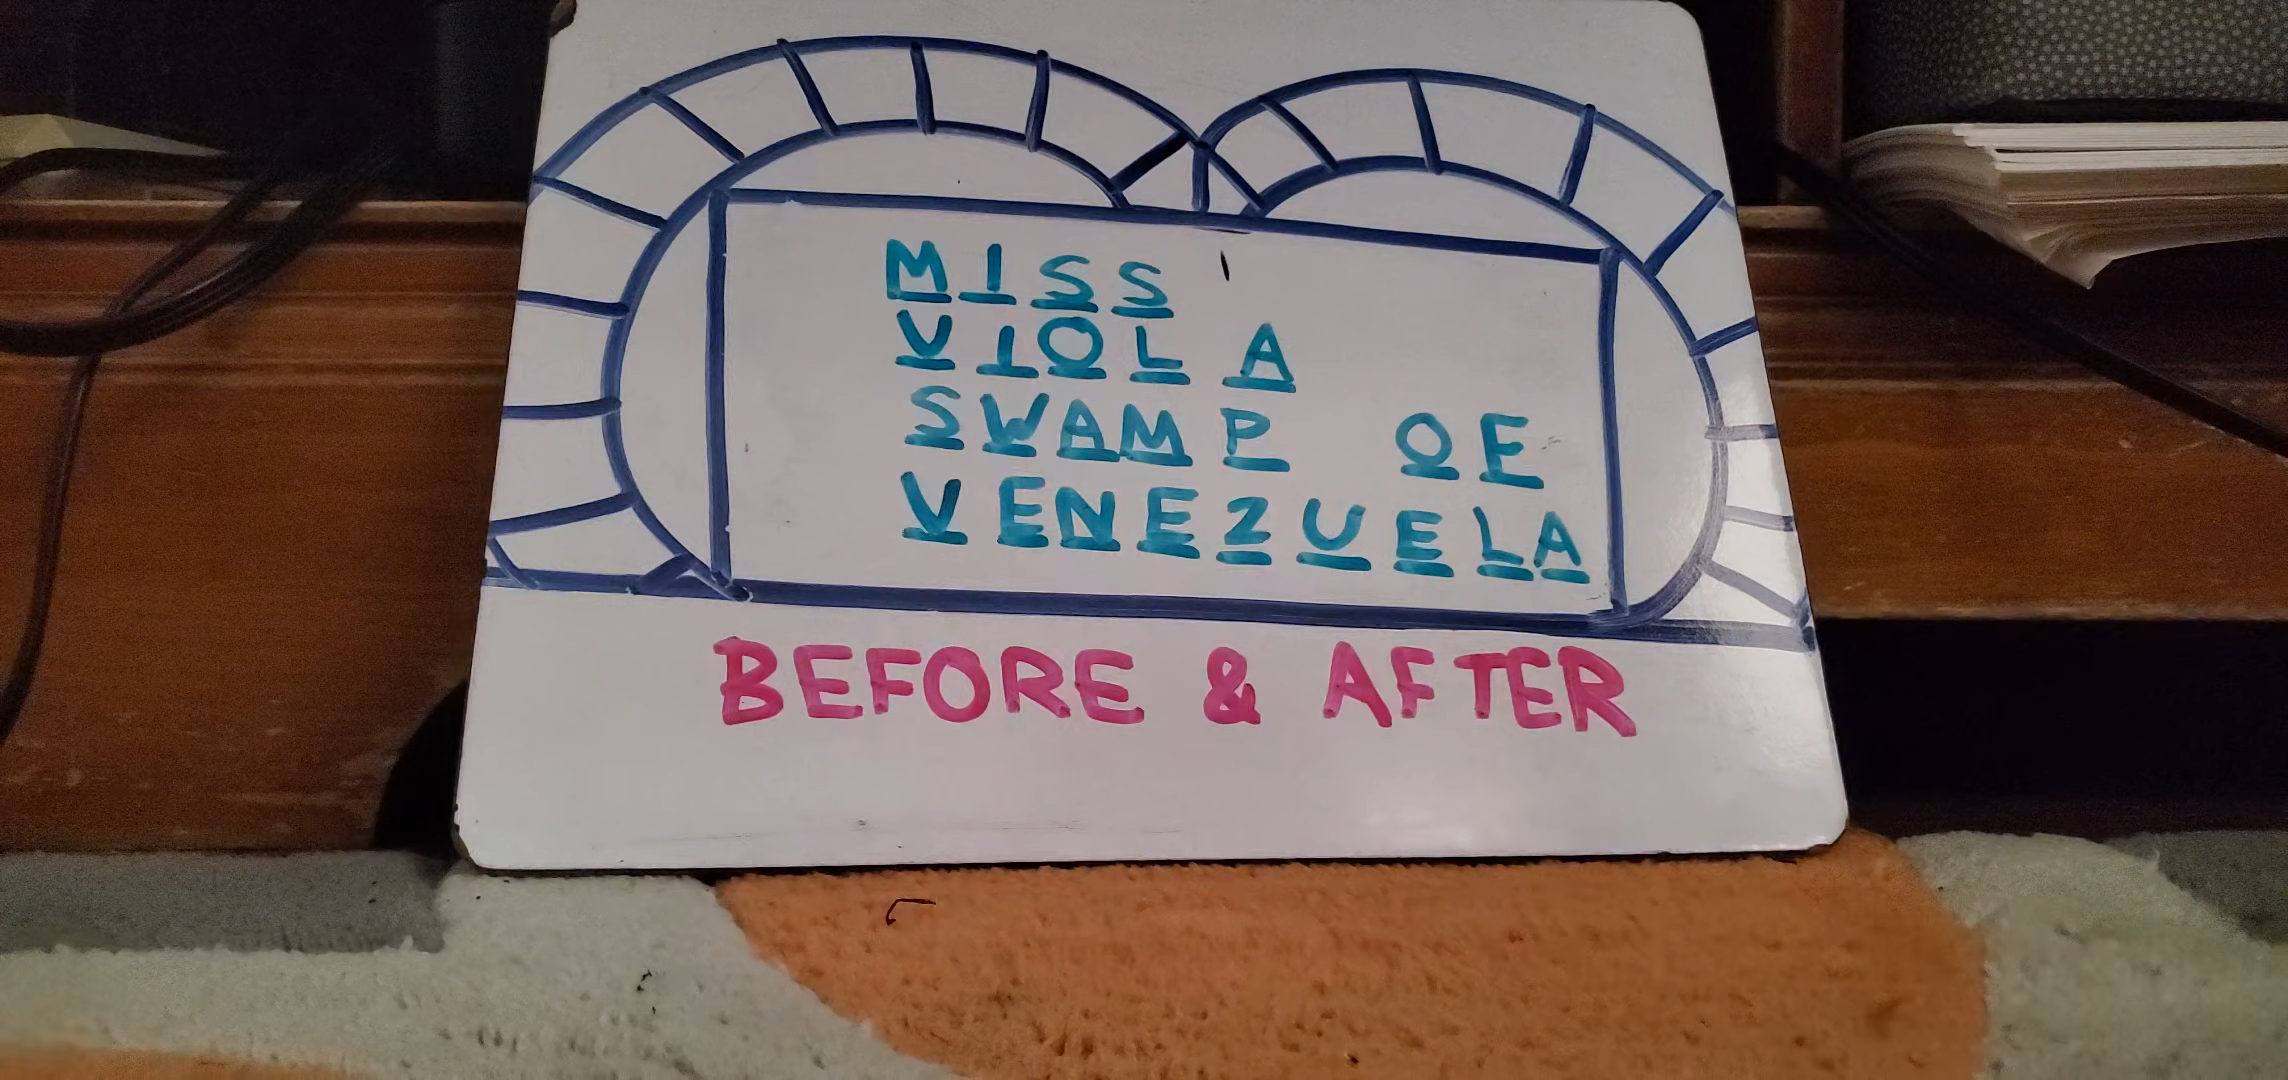 MISS
VIOLA
SWAMP OF
VENEZUELA
BEFORE & AFTER